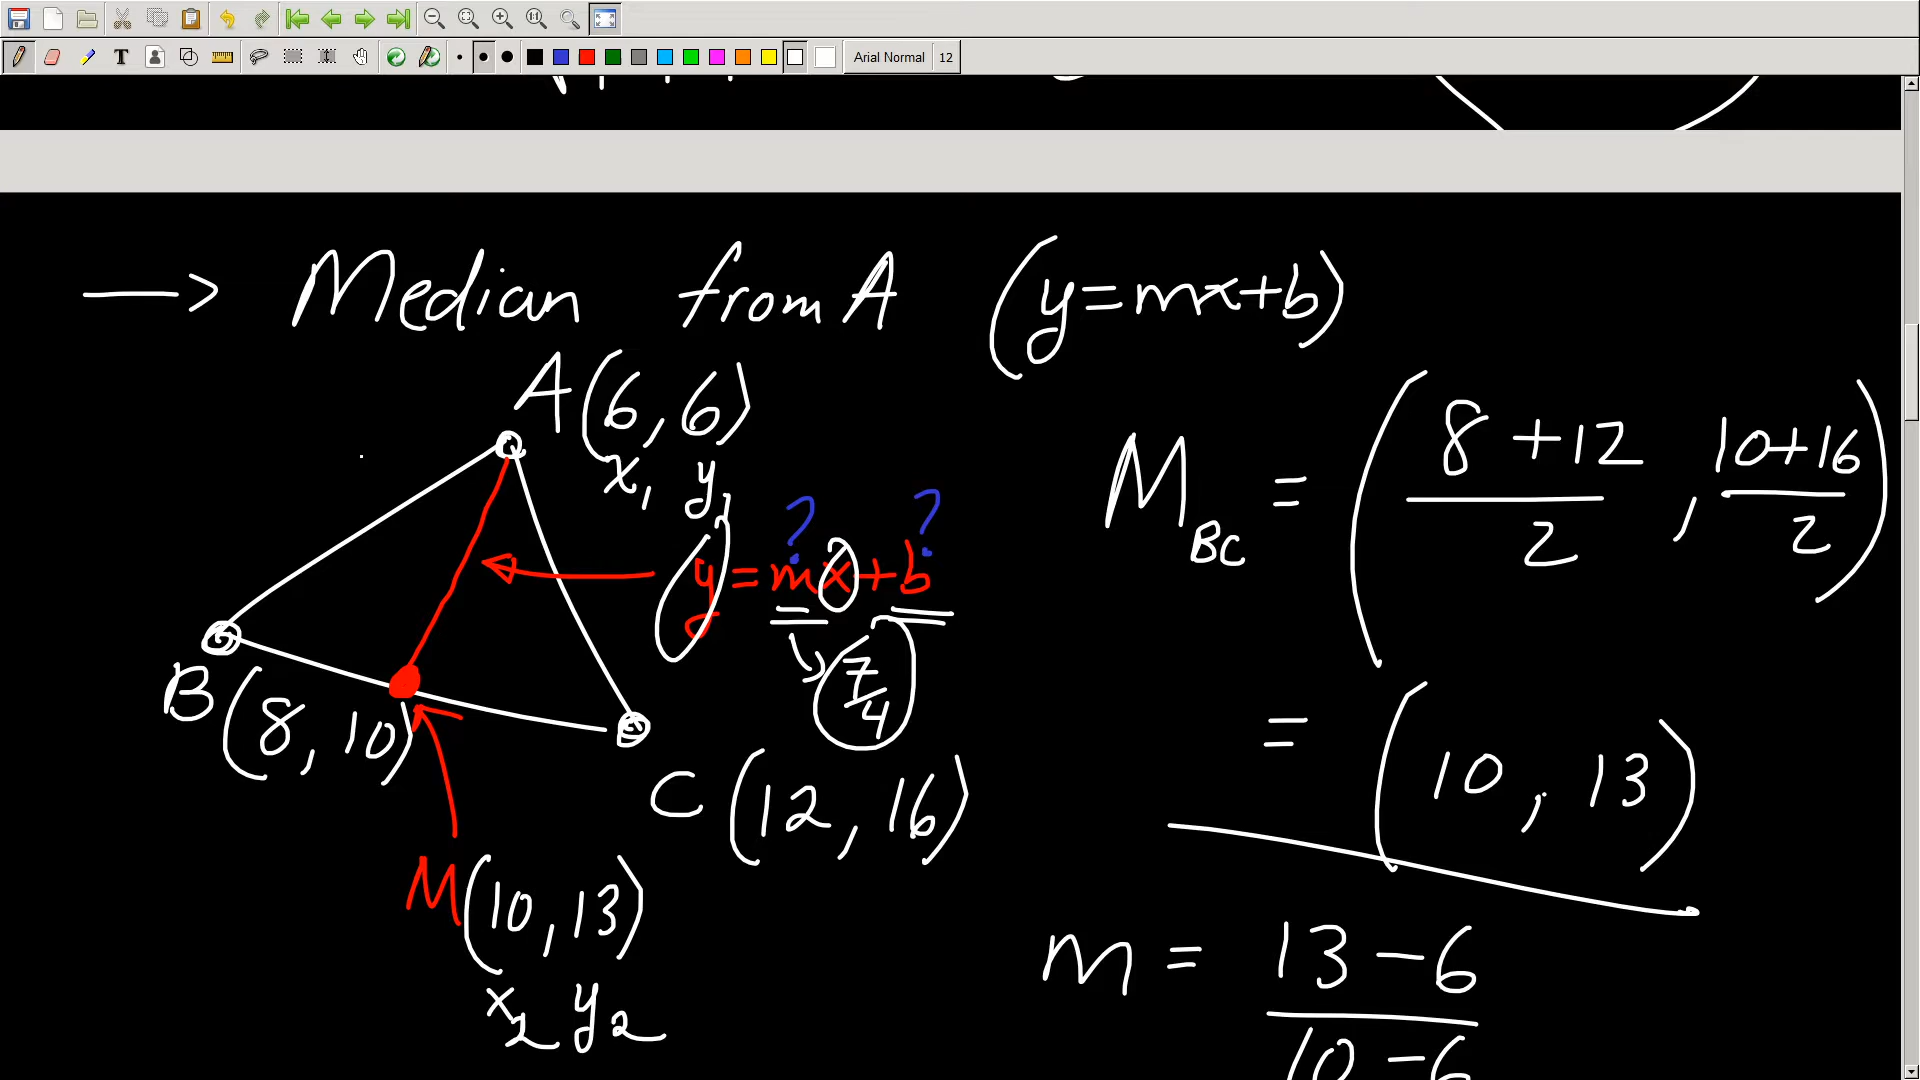 Arial Normal 12
→ Median from A (y=mx+b)
A(6,6)
x₁ y₁
M_BC = (8+12/2, 10+16/2)
? ?
y=mx+b
7/4
B(8,10)
C(12,16)
= (10, 13)
M(10,13)
x₂ y₂
m = 13-6/10-6